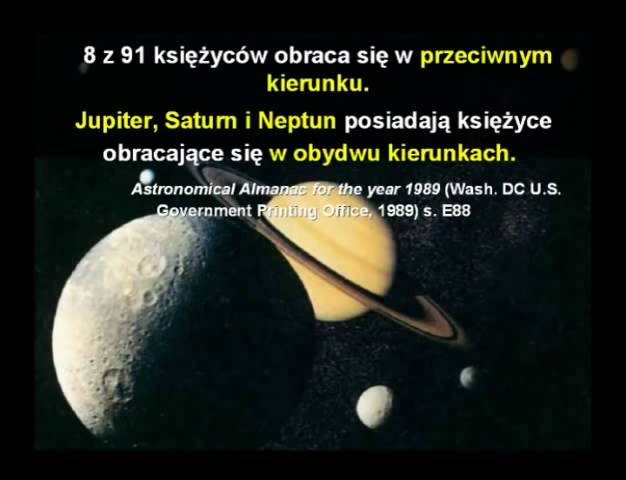 8 z 91 księżyców obraca się w przeciwnym
kierunku.
Jupiter, Saturn i Neptun posiadają księżyce
obracające się w obydwu kierunkach.
Astronomical Almanac for the year 1989 (Wash. DC U.S.
Government Printing Office, 1989) s. E88